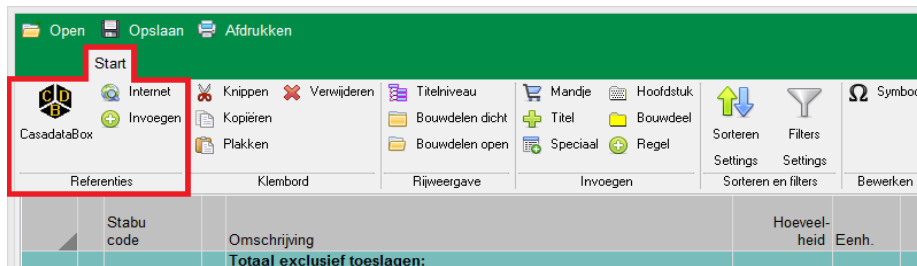 Open Opslaan Afdrukken
Start
CDB
CasadataBox
Internet
Invoegen
Referenties
Knippen Verwijderen
Kopiëren
Plakken
Klembord
Titelniveau
Bouwdelen dicht
Bouwdelen open
Rijweergave
Mandje Hoofdstuk
Titel Bouwdeel
Speciaal Regel
Invoegen
Sorteren Filters
Settings Settings
Sorteren en filters
Ω Symboo
Bewerken
Stabu
code
Omschrijving
Hoeveel-
heid
Eenh.
Totaal exclusief toeslagen: